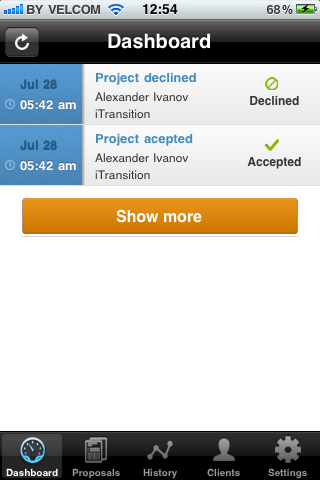 BY VELCOM 12:54 68%
Dashboard
Jul 28
05:42 am
Project declined
Alexander Ivanov
iTransition
Declined
Jul 28
05:42 am
Project acepted
Alexander Ivanov
iTransition
Accepted
Show more
Dashboard Proposals History Clients Settings